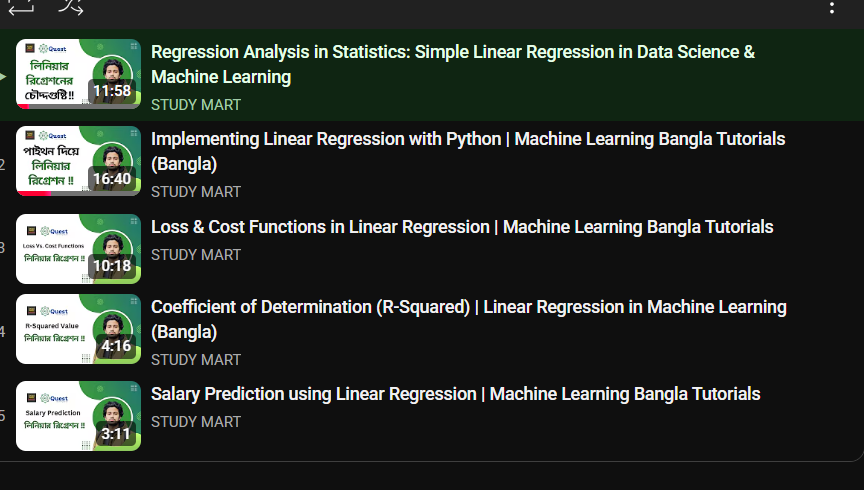 Quest
লিনিয়ার
রিগ্রেশনের
চৌদ্দগুষ্টি!!
11:58
Regression Analysis in Statistics: Simple Linear Regression in Data Science &
Machine Learning
STUDY MART
2
Quest
পাইথন দিয়ে
লিনিয়ার
রিগ্রেশন !!
16:40
Implementing Linear Regression with Python | Machine Learning Bangla Tutorials
(Bangla)
STUDY MART
3
Quest
Loss Vs. Cost Functions
লিনিয়ার রিগ্রেশন !!
10:18
Loss & Cost Functions in Linear Regression | Machine Learning Bangla Tutorials
STUDY MART
4
Quest
R-Squared Value
লিনিয়ার রিগ্রেশন !!
4:16
Coefficient of Determination (R-Squared) | Linear Regression in Machine Learning
(Bangla)
STUDY MART
5
Quest
Salary Prediction
লিনিয়ার রিগ্রেশন !!
3:11
Salary Prediction using Linear Regression | Machine Learning Bangla Tutorials
STUDY MART